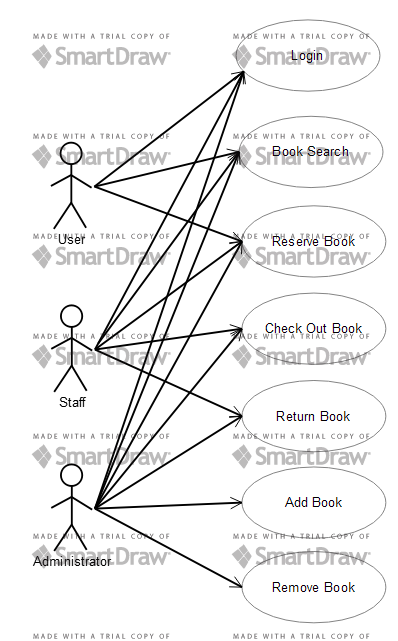 MADE WITH A TRIAL COPY OF MADE WITH A TRIAL COPY OF
SmartDraw SmartDraw
Login
MADE WITH A TRIAL COPY OF MADE WITH A TRIAL COPY OF
SmartDraw SmartDraw
Book Search
User
MADE WITH A TRIAL COPY OF MADE WITH A TRIAL COPY OF
SmartDraw SmartDraw
Reserve Book
MADE WITH A TRIAL COPY OF MADE WITH A TRIAL COPY OF
SmartDraw SmartDraw
Check Out Book
Staff
Return Book
MADE WITH A TRIAL COPY OF MADE WITH A TRIAL COPY OF
SmartDraw SmartDraw
Add Book
MADE WITH A TRIAL COPY OF MADE WITH A TRIAL COPY OF
SmartDraw SmartDraw
Administrator
Remove Book
MADE WITH A TRIAL COPY OF MADE WITH A TRIAL COPY OF